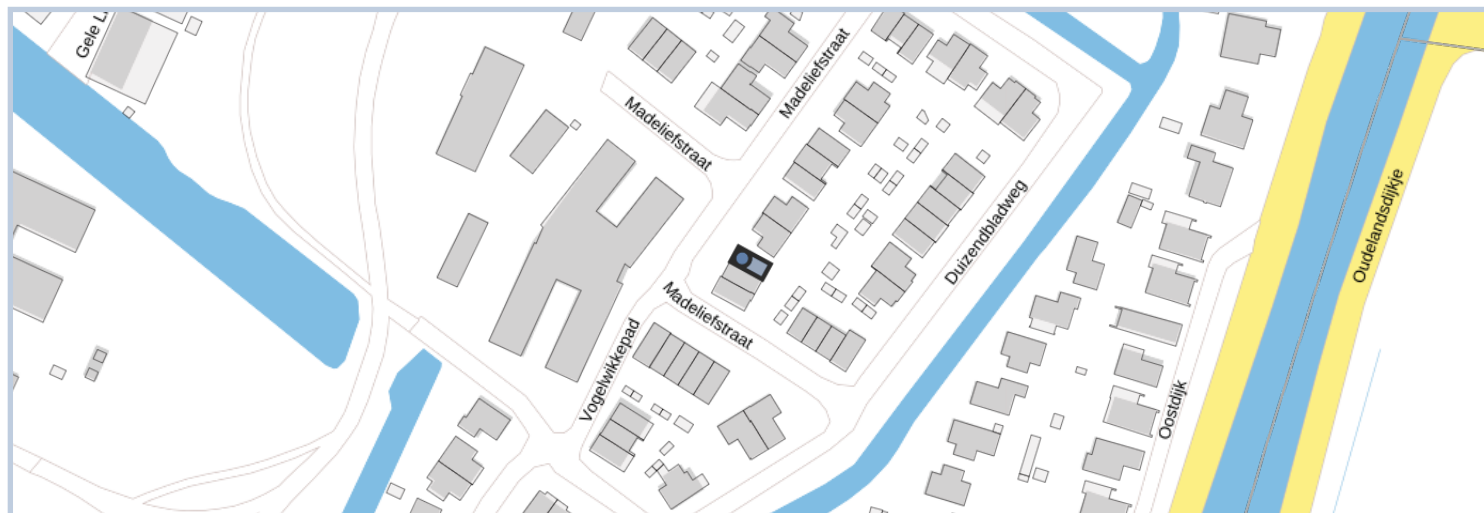 Gele L
Madeliefstraat
Madeliefstraat
Duizendbladweg
Oudelandsdijkje
Madeliefstraat
Vogelwikkepad
Oostdijk